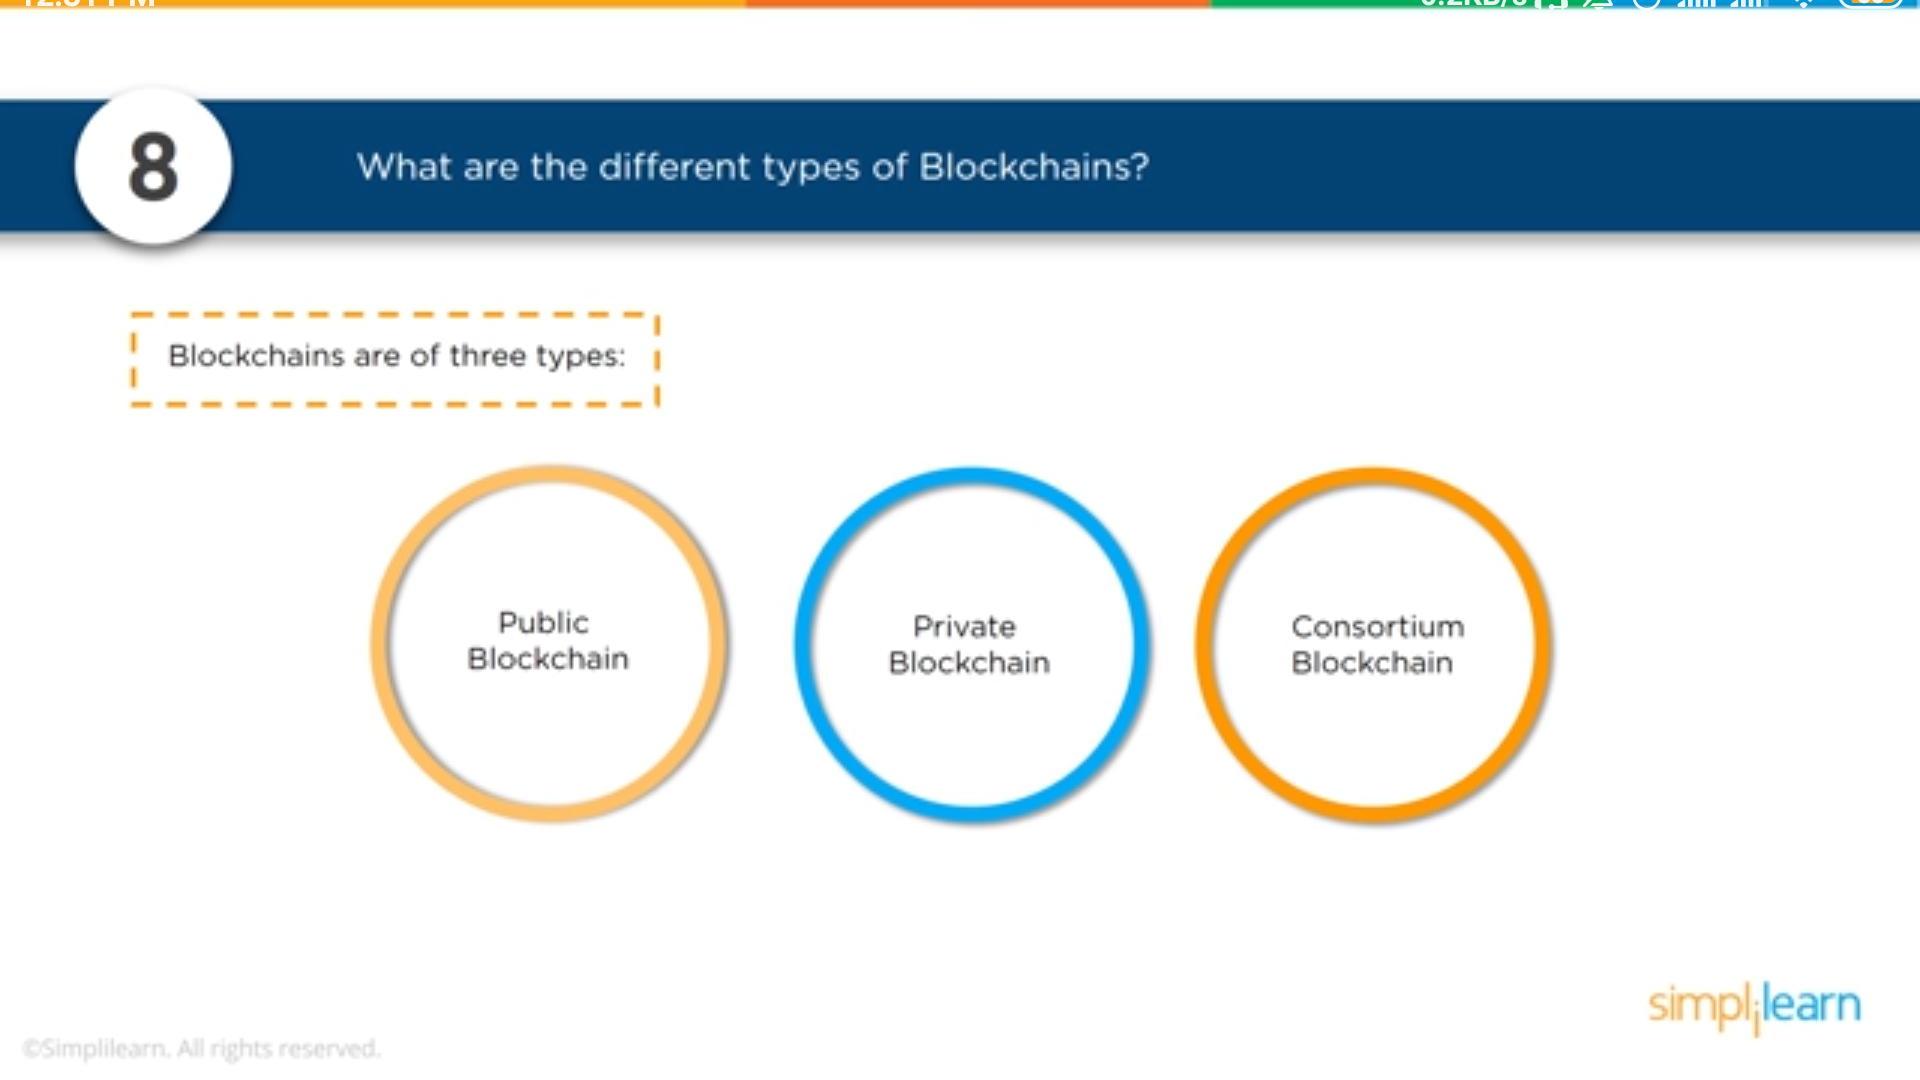 8
What are the different types of Blockchains?
Blockchains are of three types:
Public
Blockchain
Private
Blockchain
Consortium
Blockchain
simplilearn
©Simplilearn. All rights reserved.